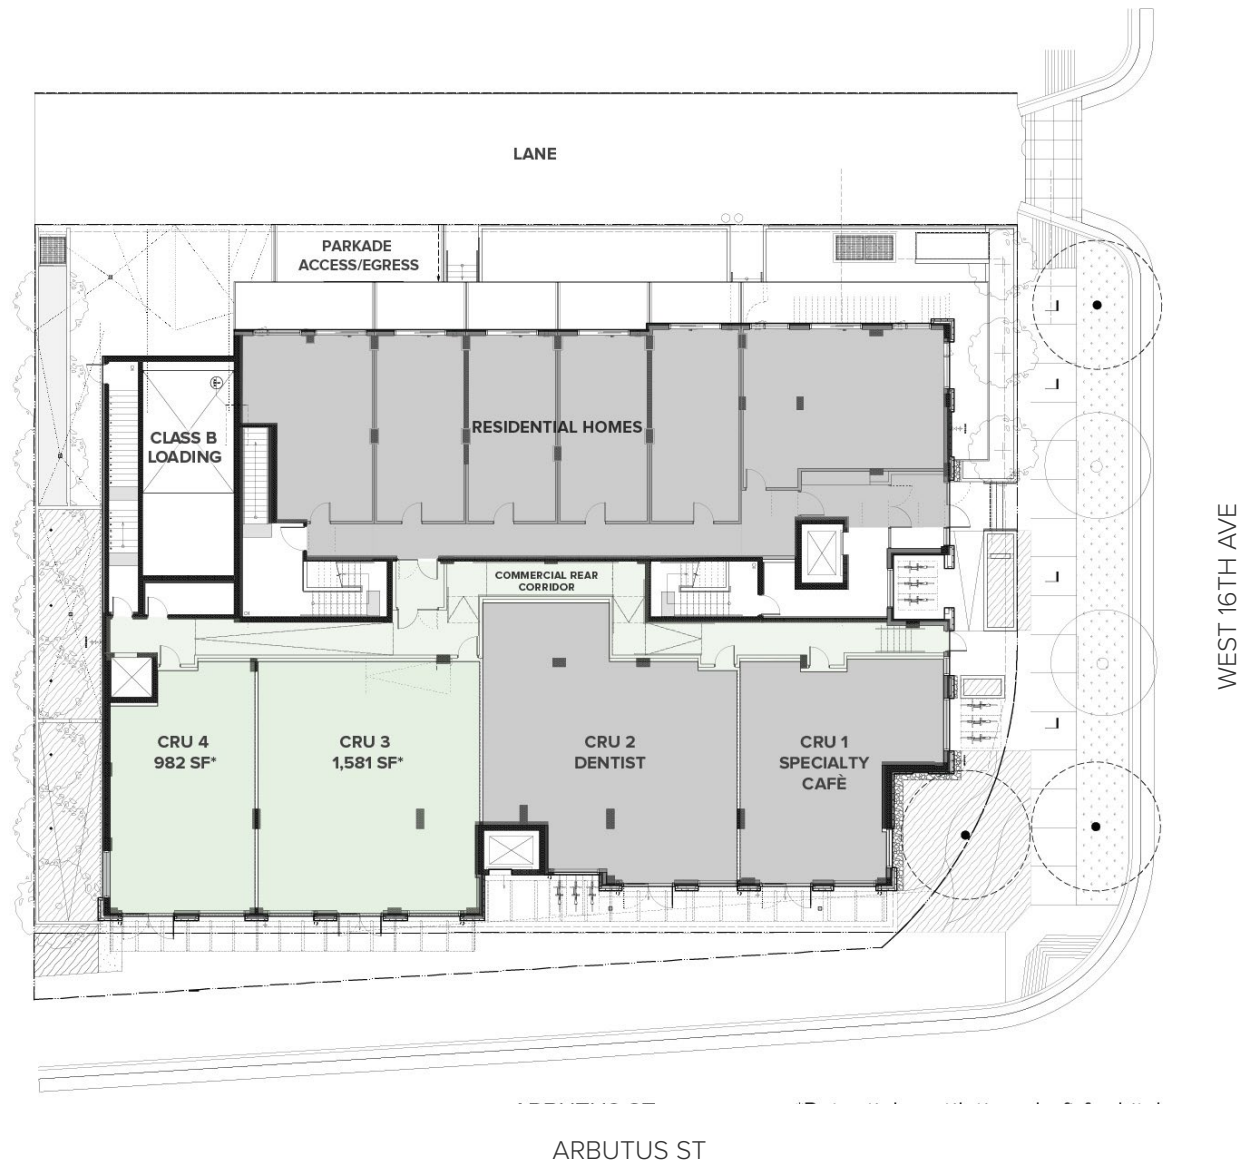 LANE
PARKADE
ACCESS/EGRESS
RESIDENTIAL HOMES
CLASS B
LOADING
COMMERCIAL REAR
CORRIDOR
CRU 4
982 SF*
CRU 3
1,581 SF*
CRU 2
DENTIST
CRU 1
SPECIALTY
CAFÈ
WEST 16TH AVE
ARBUTUS ST